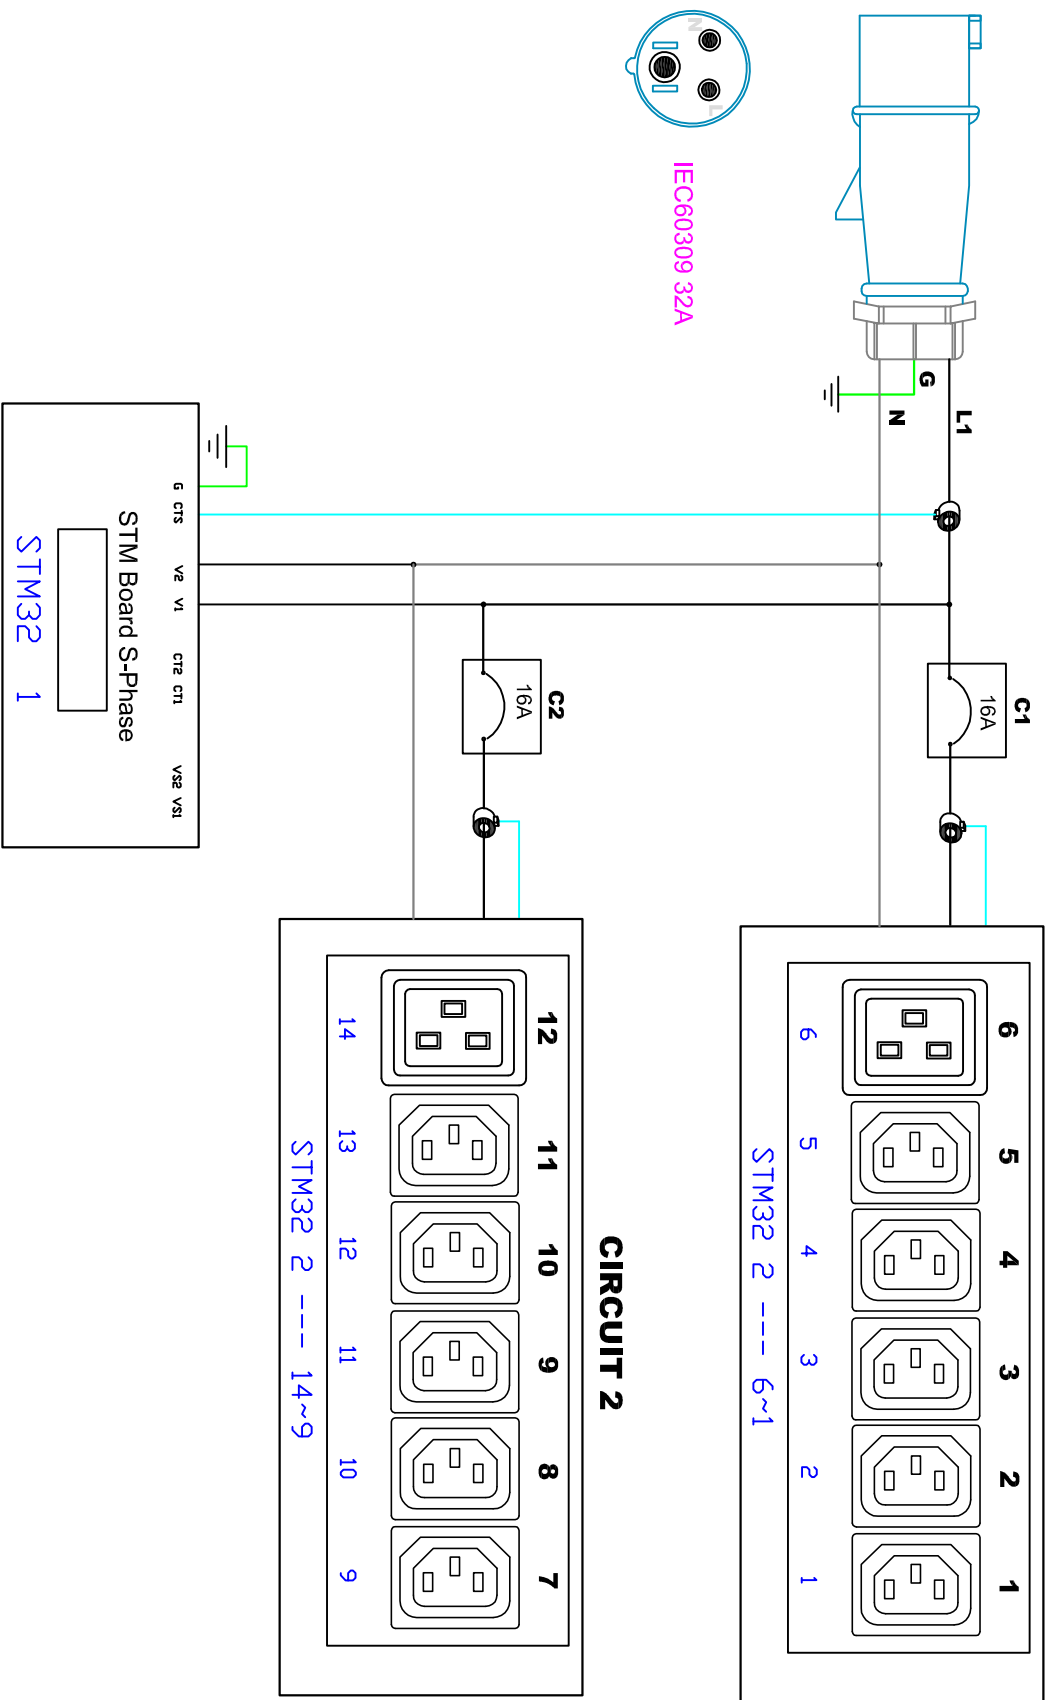 N
L
IEC60309 32A
L1
G
N
C1
16A
C2
16A
G CTS V2 V1 CT2 CT1 VS2 VS1
STM Board S-Phase
STM32 1
6 5 4 3 2 1
6 5 4 3 2 1
STM32 2 --- 6~1
CIRCUIT 2
12 11 10 9 8 7
14 13 12 11 10 9
STM32 2 --- 14~9